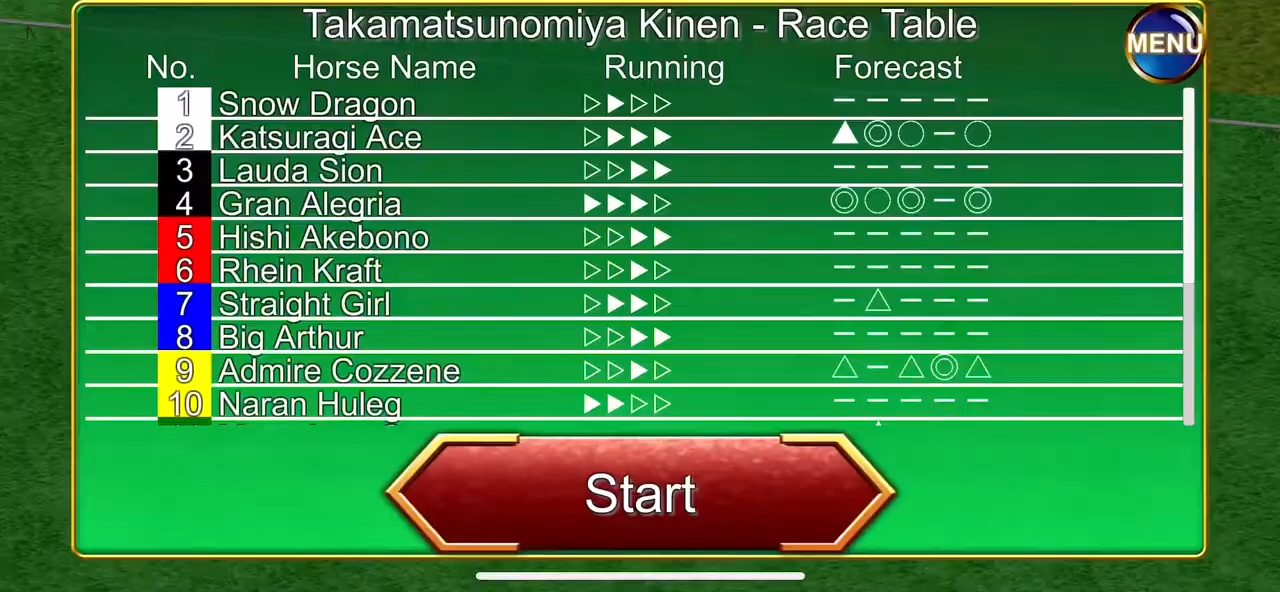 Takamatsunomiya Kinen - Race Table
MENU
No. Horse Name Running Forecast
1 Snow Dragon ▷▶▷▷ – – – – –
2 Katsuragi Ace ▷▶▶▶ ▲◎○–○
3 Lauda Sion ▷▷▶▶ – – – – –
4 Gran Alegria ▶▶▶▷ ◎○◎–◎
5 Hishi Akebono ▷▷▶▶ – – – – –
6 Rhein Kraft ▷▷▶▷ – – – – –
7 Straight Girl ▷▶▶▷ –△– – –
8 Big Arthur ▷▷▶▶ – – – – –
9 Admire Cozzene ▷▷▶▷ △–△◎△
10 Naran Huleg ▶▶▷▷ – – – – –
Start